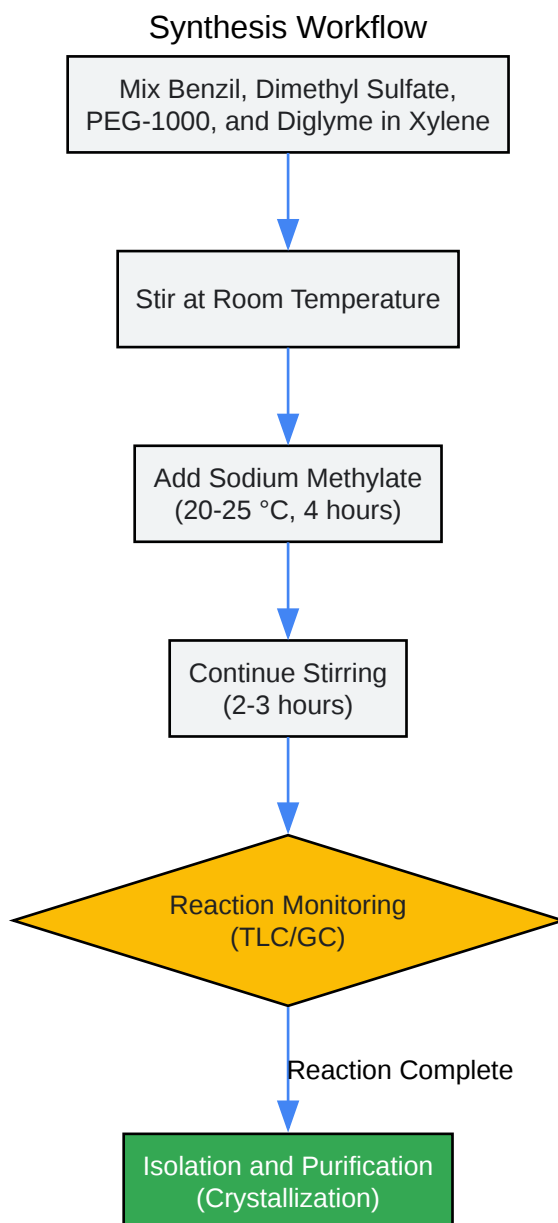 Synthesis Workflow
Mix Benzil, Dimethyl Sulfate,
PEG-1000, and Diglyme in Xylene
Stir at Room Temperature
Add Sodium Methylate
(20-25 °C, 4 hours)
Continue Stirring
(2-3 hours)
Reaction Monitoring
(TLC/GC)
Reaction Complete
Isolation and Purification
(Crystallization)